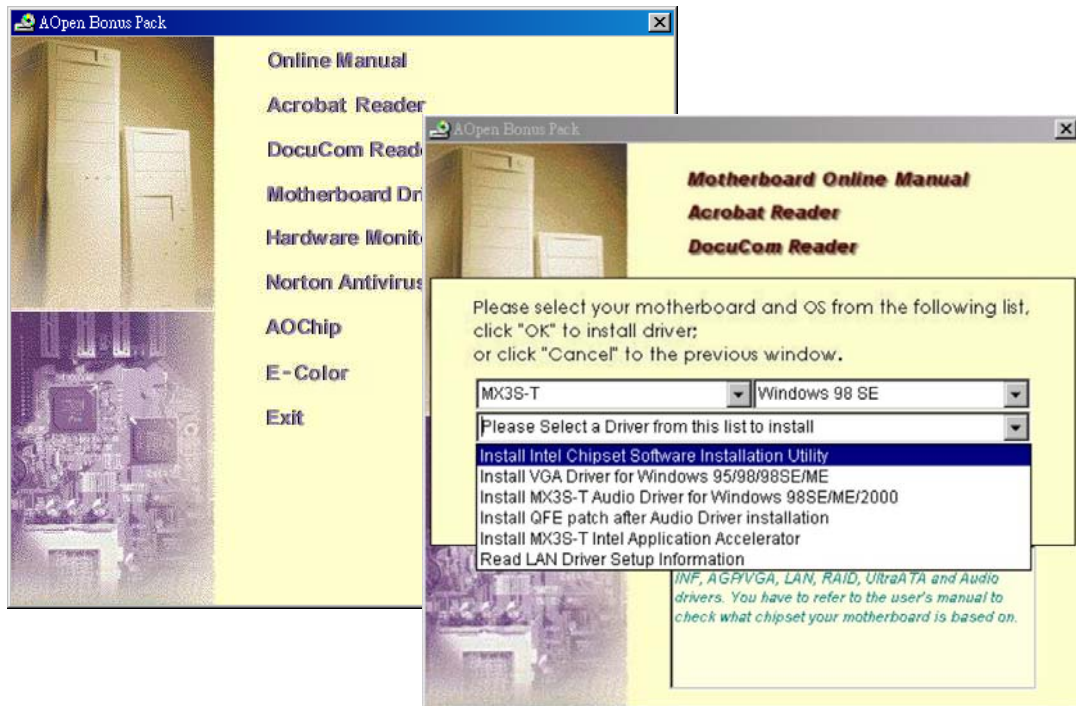 AOpen Bonus Pack
Online Manual
Acrobat Reader
DocuCom Read
Motherboard Dri
Hardware Monit
Norton Antivirus
AOChip
E-Color
Exit
AOpen Bonus Pack
Motherboard Online Manual
Acrobat Reader
DocuCom Reader
Please select your motherboard and OS from the following list,
click "OK" to install driver;
or click "Cancel" to the previous window.
MX3S-T
Windows 98 SE
Please Select a Driver from this list to install
Install Intel Chipset Software Installation Utility
Install VGA Driver for Windows 95/98/98SE/ME
Install MX3S-T Audio Driver for Windows 98SE/ME/2000
Install QFE patch after Audio Driver installation
Install MX3S-T Intel Application Accelerator
Read LAN Driver Setup Information
INF, AGP/VGA, LAN, RAID, UltraATA and Audio
drivers. You have to refer to the user's manual to
check what chipset your motherboard is based on.